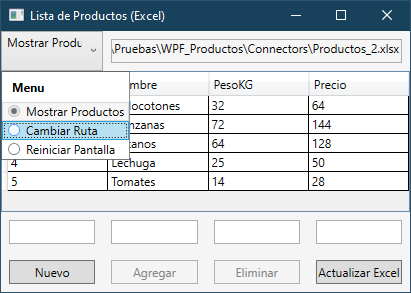 Lista de Productos (Excel)
Mostrar Produ
\Pruebas\WPF_Productos\Connectors\Productos_2.xlsx
Menu
Mostrar Productos
Cambiar Ruta
Reiniciar Pantalla
mbre PesoKG Precio
locotones 32 64
nzanas 72 144
anos 64 128
4 Lechuga 25 50
5 Tomates 14 28
Nuevo Agregar Eliminar Actualizar Excel